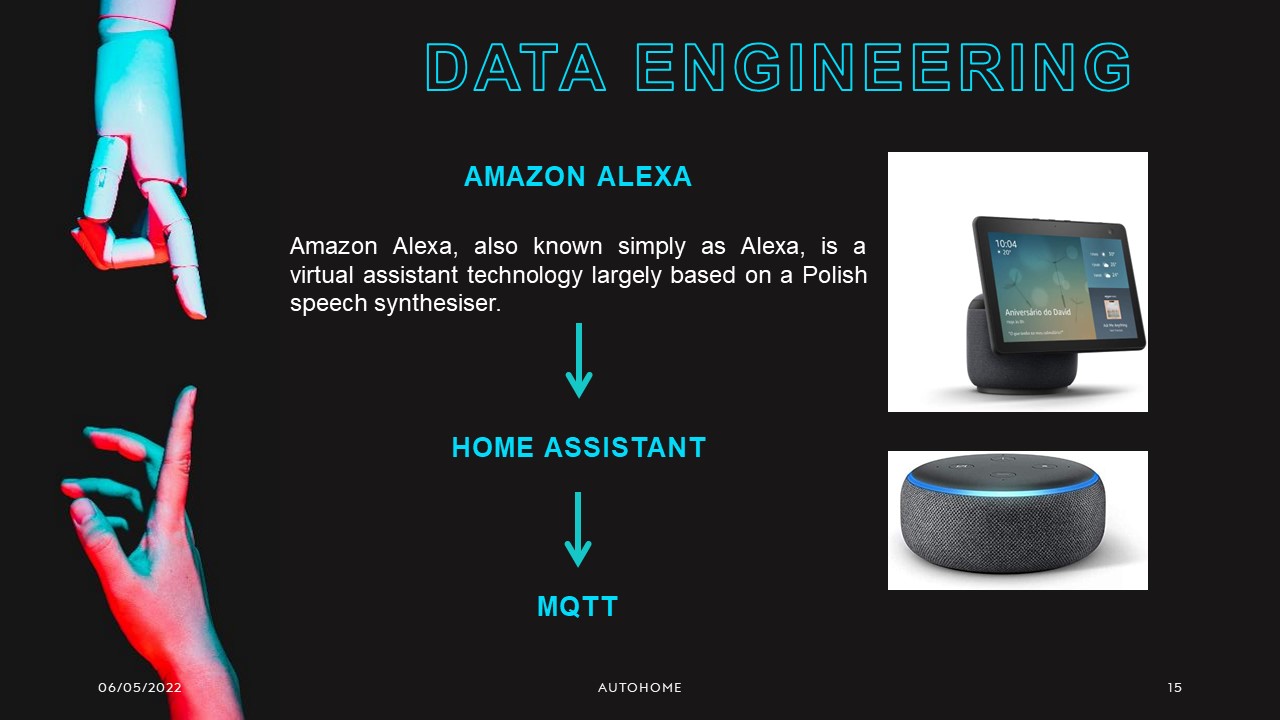 DATA ENGINEERING
AMAZON ALEXA
Amazon Alexa, also known simply as Alexa, is a
virtual assistant technology largely based on a Polish
speech synthesiser.
HOME ASSISTANT
MQTT
10:04
20°
Aniversário do David
06/05/2022
AUTOHOME
15